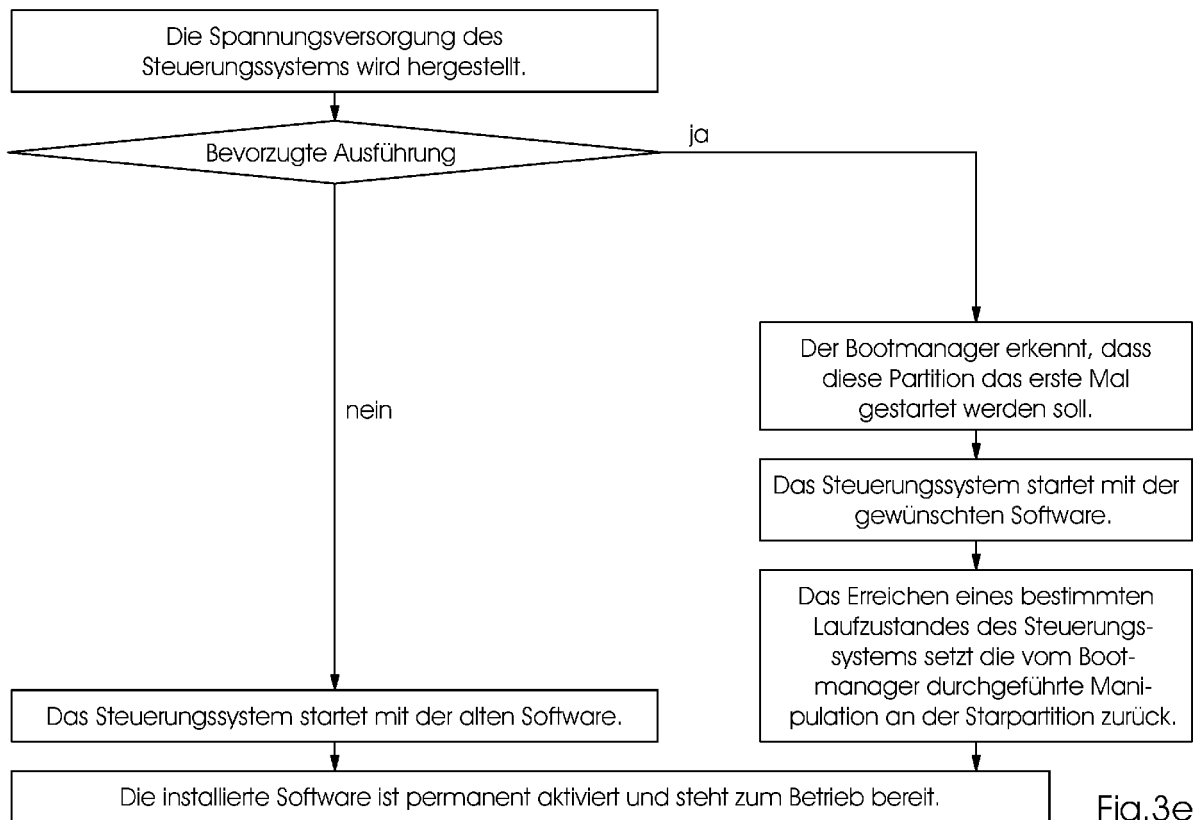 Die Spannungsversorgung des
Steuerungssystems wird hergestellt.
Bevorzugte Ausführung
ja
nein
Der Bootmanager erkennt, dass
diese Partition das erste Mal
gestartet werden soll.
Das Steuerungssystem startet mit der
gewünschten Software.
Das Erreichen eines bestimmten
Laufzustandes des Steuerungs-
systems setzt die vom Boot-
manager durchgeführte Mani-
pulation an der Starpartition zurück.
Das Steuerungssystem startet mit der alten Software.
Die installierte Software ist permanent aktiviert und steht zum Betrieb bereit.
Fig.3e